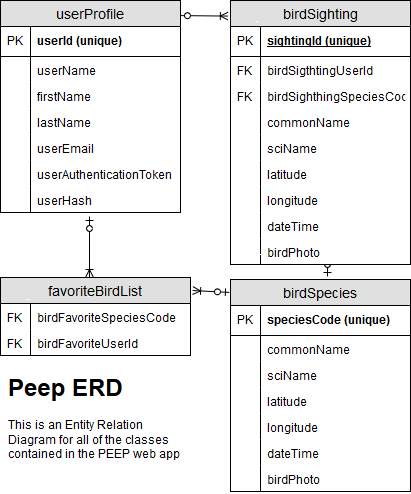 userProfile
PK userId (unique)
userName
firstName
lastName
userEmail
userAuthenticationToken
userHash
birdSighting
PK sightingId (unique)
FK birdSigthtingUserId
FK birdSighthingSpeciesCod
commonName
sciName
latitude
longitude
dateTime
birdPhoto
favoriteBirdList
FK birdFavoriteSpeciesCode
FK birdFavoriteUserId
birdSpecies
PK speciesCode (unique)
commonName
sciName
latitude
longitude
dateTime
birdPhoto
Peep ERD
This is an Entity Relation
Diagram for all of the classes
contained in the PEEP web app